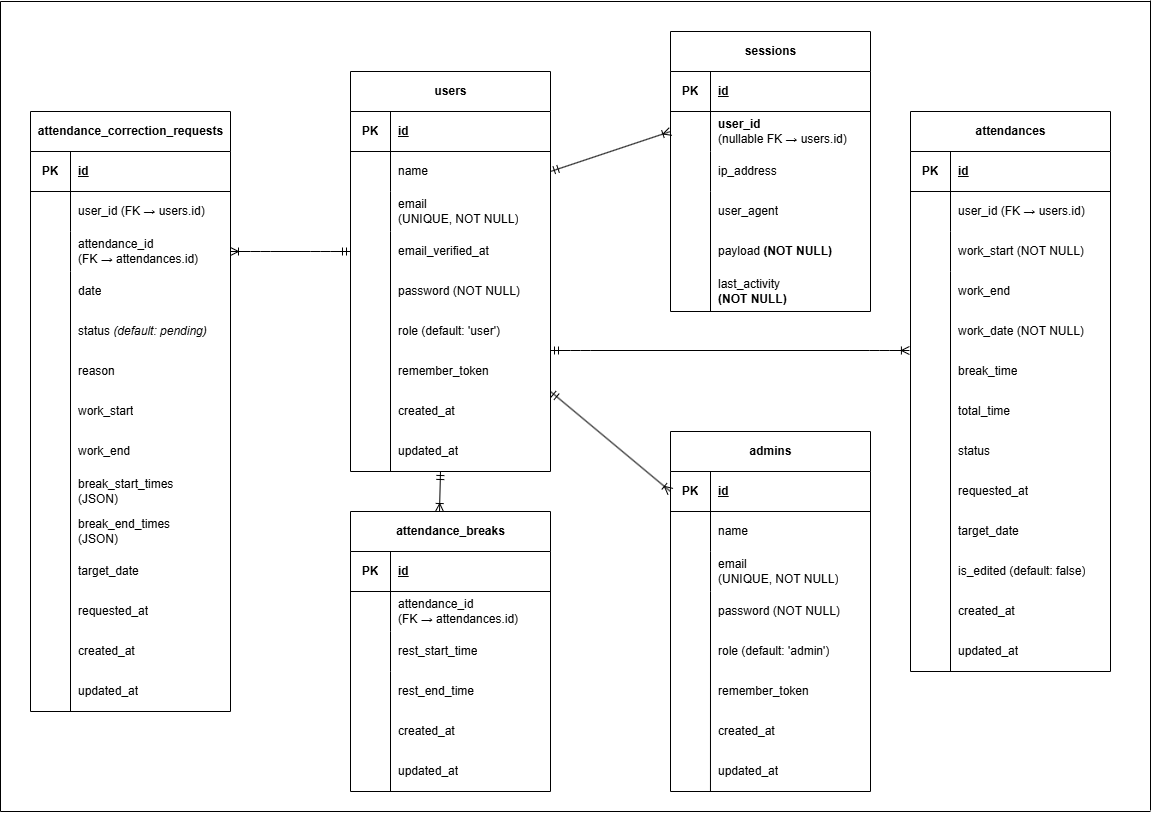 attendance_correction_requests
PK
id
user_id (FK → users.id)
attendance_id
(FK → attendances.id)
date
status (default: pending)
reason
work_start
work_end
break_start_times
(JSON)
break_end_times
(JSON)
target_date
requested_at
created_at
updated_at
users
PK
id
name
email
(UNIQUE, NOT NULL)
email_verified_at
password (NOT NULL)
role (default: 'user')
remember_token
created_at
updated_at
attendance_breaks
PK
id
attendance_id
(FK → attendances.id)
rest_start_time
rest_end_time
created_at
updated_at
sessions
PK
id
user_id
(nullable FK → users.id)
ip_address
user_agent
payload (NOT NULL)
last_activity
(NOT NULL)
admins
PK
id
name
email
(UNIQUE, NOT NULL)
password (NOT NULL)
role (default: 'admin')
remember_token
created_at
updated_at
attendances
PK
id
user_id (FK → users.id)
work_start (NOT NULL)
work_end
work_date (NOT NULL)
break_time
total_time
status
requested_at
target_date
is_edited (default: false)
created_at
updated_at